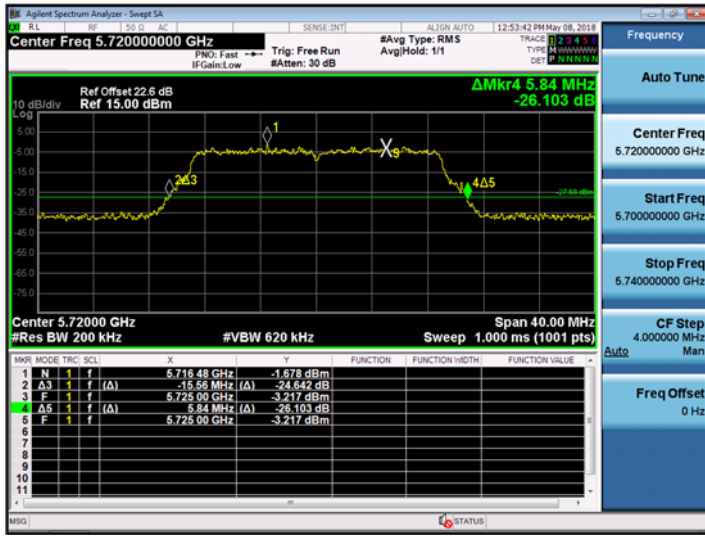 Agilent Spectrum Analyzer - Swept SA
RL RF 50 Ω AC SENSE:INT ALIGN AUTO 12:53:42 PM May 08, 2018
Center Freq 5.720000000 GHz
PNO: Fast
IFGain:Low
Trig: Free Run
#Atten: 30 dB
#Avg Type: RMS
Avg|Hold: 1/1
TRACE 1 2 3 4 5 6
TYPE M WWWWW
DET P N N N N N
Ref Offset 22.6 dB
Ref 15.00 dBm
ΔMkr4 5.84 MHz
-26.103 dB
10 dB/div
Log
5.00
-5.00
-15.0
-25.0
-35.0
-45.0
-55.0
-65.0
-75.0
1
2Δ3
4Δ5
-27.68 dBm
Center 5.72000 GHz
Span 40.00 MHz
#Res BW 200 kHz
#VBW 620 kHz
Sweep 1.000 ms (1001 pts)
MKR MODE TRC SCL X Y FUNCTION FUNCTION WIDTH FUNCTION VALUE
1 N 1 f 5.716 48 GHz -1.678 dBm
2 Δ3 1 f (Δ) -15.56 MHz (Δ) -24.642 dB
3 F 1 f 5.725 00 GHz -3.217 dBm
4 Δ5 1 f (Δ) 5.84 MHz (Δ) -26.103 dB
5 F 1 f 5.725 00 GHz -3.217 dBm
6
7
8
9
10
11
MSG
STATUS
Frequency
Auto Tune
Center Freq
5.720000000 GHz
Start Freq
5.700000000 GHz
Stop Freq
5.740000000 GHz
CF Step
4.000000 MHz
Auto Man
Freq Offset
0 Hz